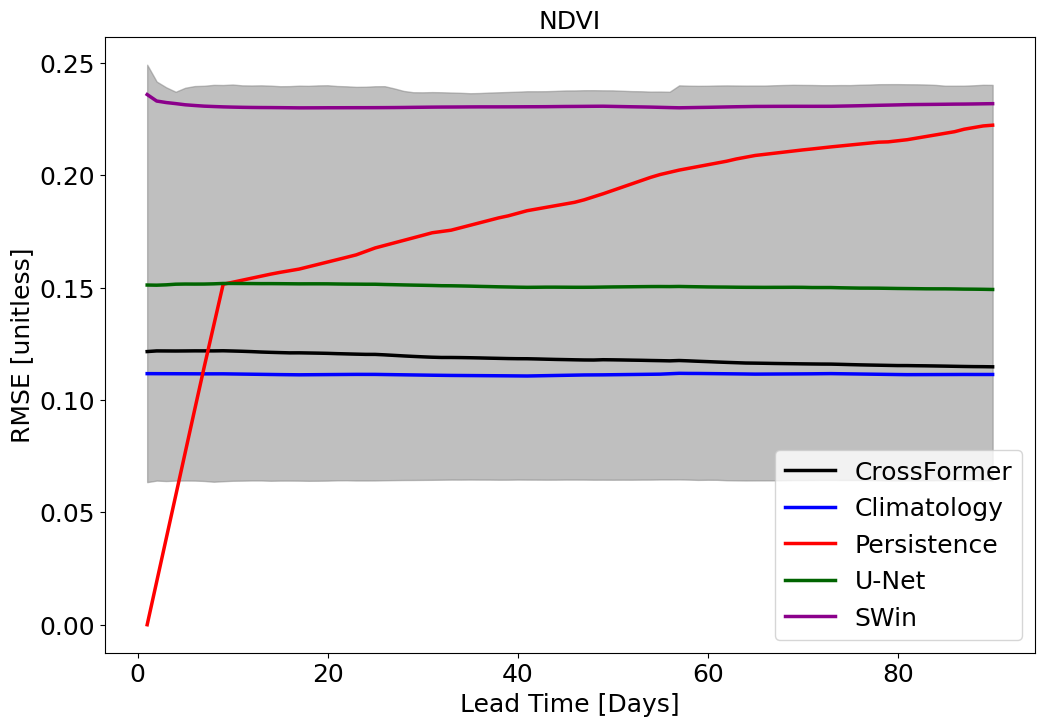 NDVI
RMSE [unitless]
0.25
0.20
0.15
0.10
0.05
0.00
0 20 40 60 80
Lead Time [Days]
CrossFormer
Climatology
Persistence
U-Net
SWin